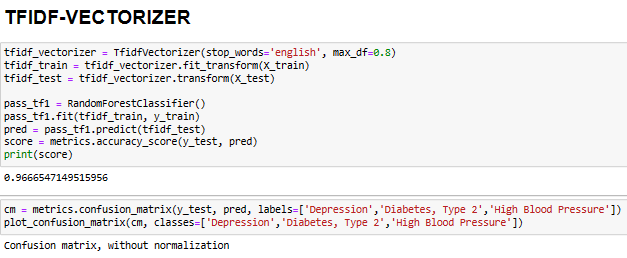 TFIDF-VECTORIZER
tfidf_vectorizer = TfidfVectorizer(stop_words='english', max_df=0.8)
tfidf_train = tfidf_vectorizer.fit_transform(X_train)
tfidf_test = tfidf_vectorizer.transform(X_test)
pass_tf1 = RandomForestClassifier()
pass_tf1.fit(tfidf_train, y_train)
pred = pass_tf1.predict(tfidf_test)
score = metrics.accuracy_score(y_test, pred)
print(score)
0.9666547149515956
cm = metrics.confusion_matrix(y_test, pred, labels=['Depression','Diabetes, Type 2','High Blood Pressure'])
plot_confusion_matrix(cm, classes=['Depression','Diabetes, Type 2','High Blood Pressure'])
Confusion matrix, without normalization